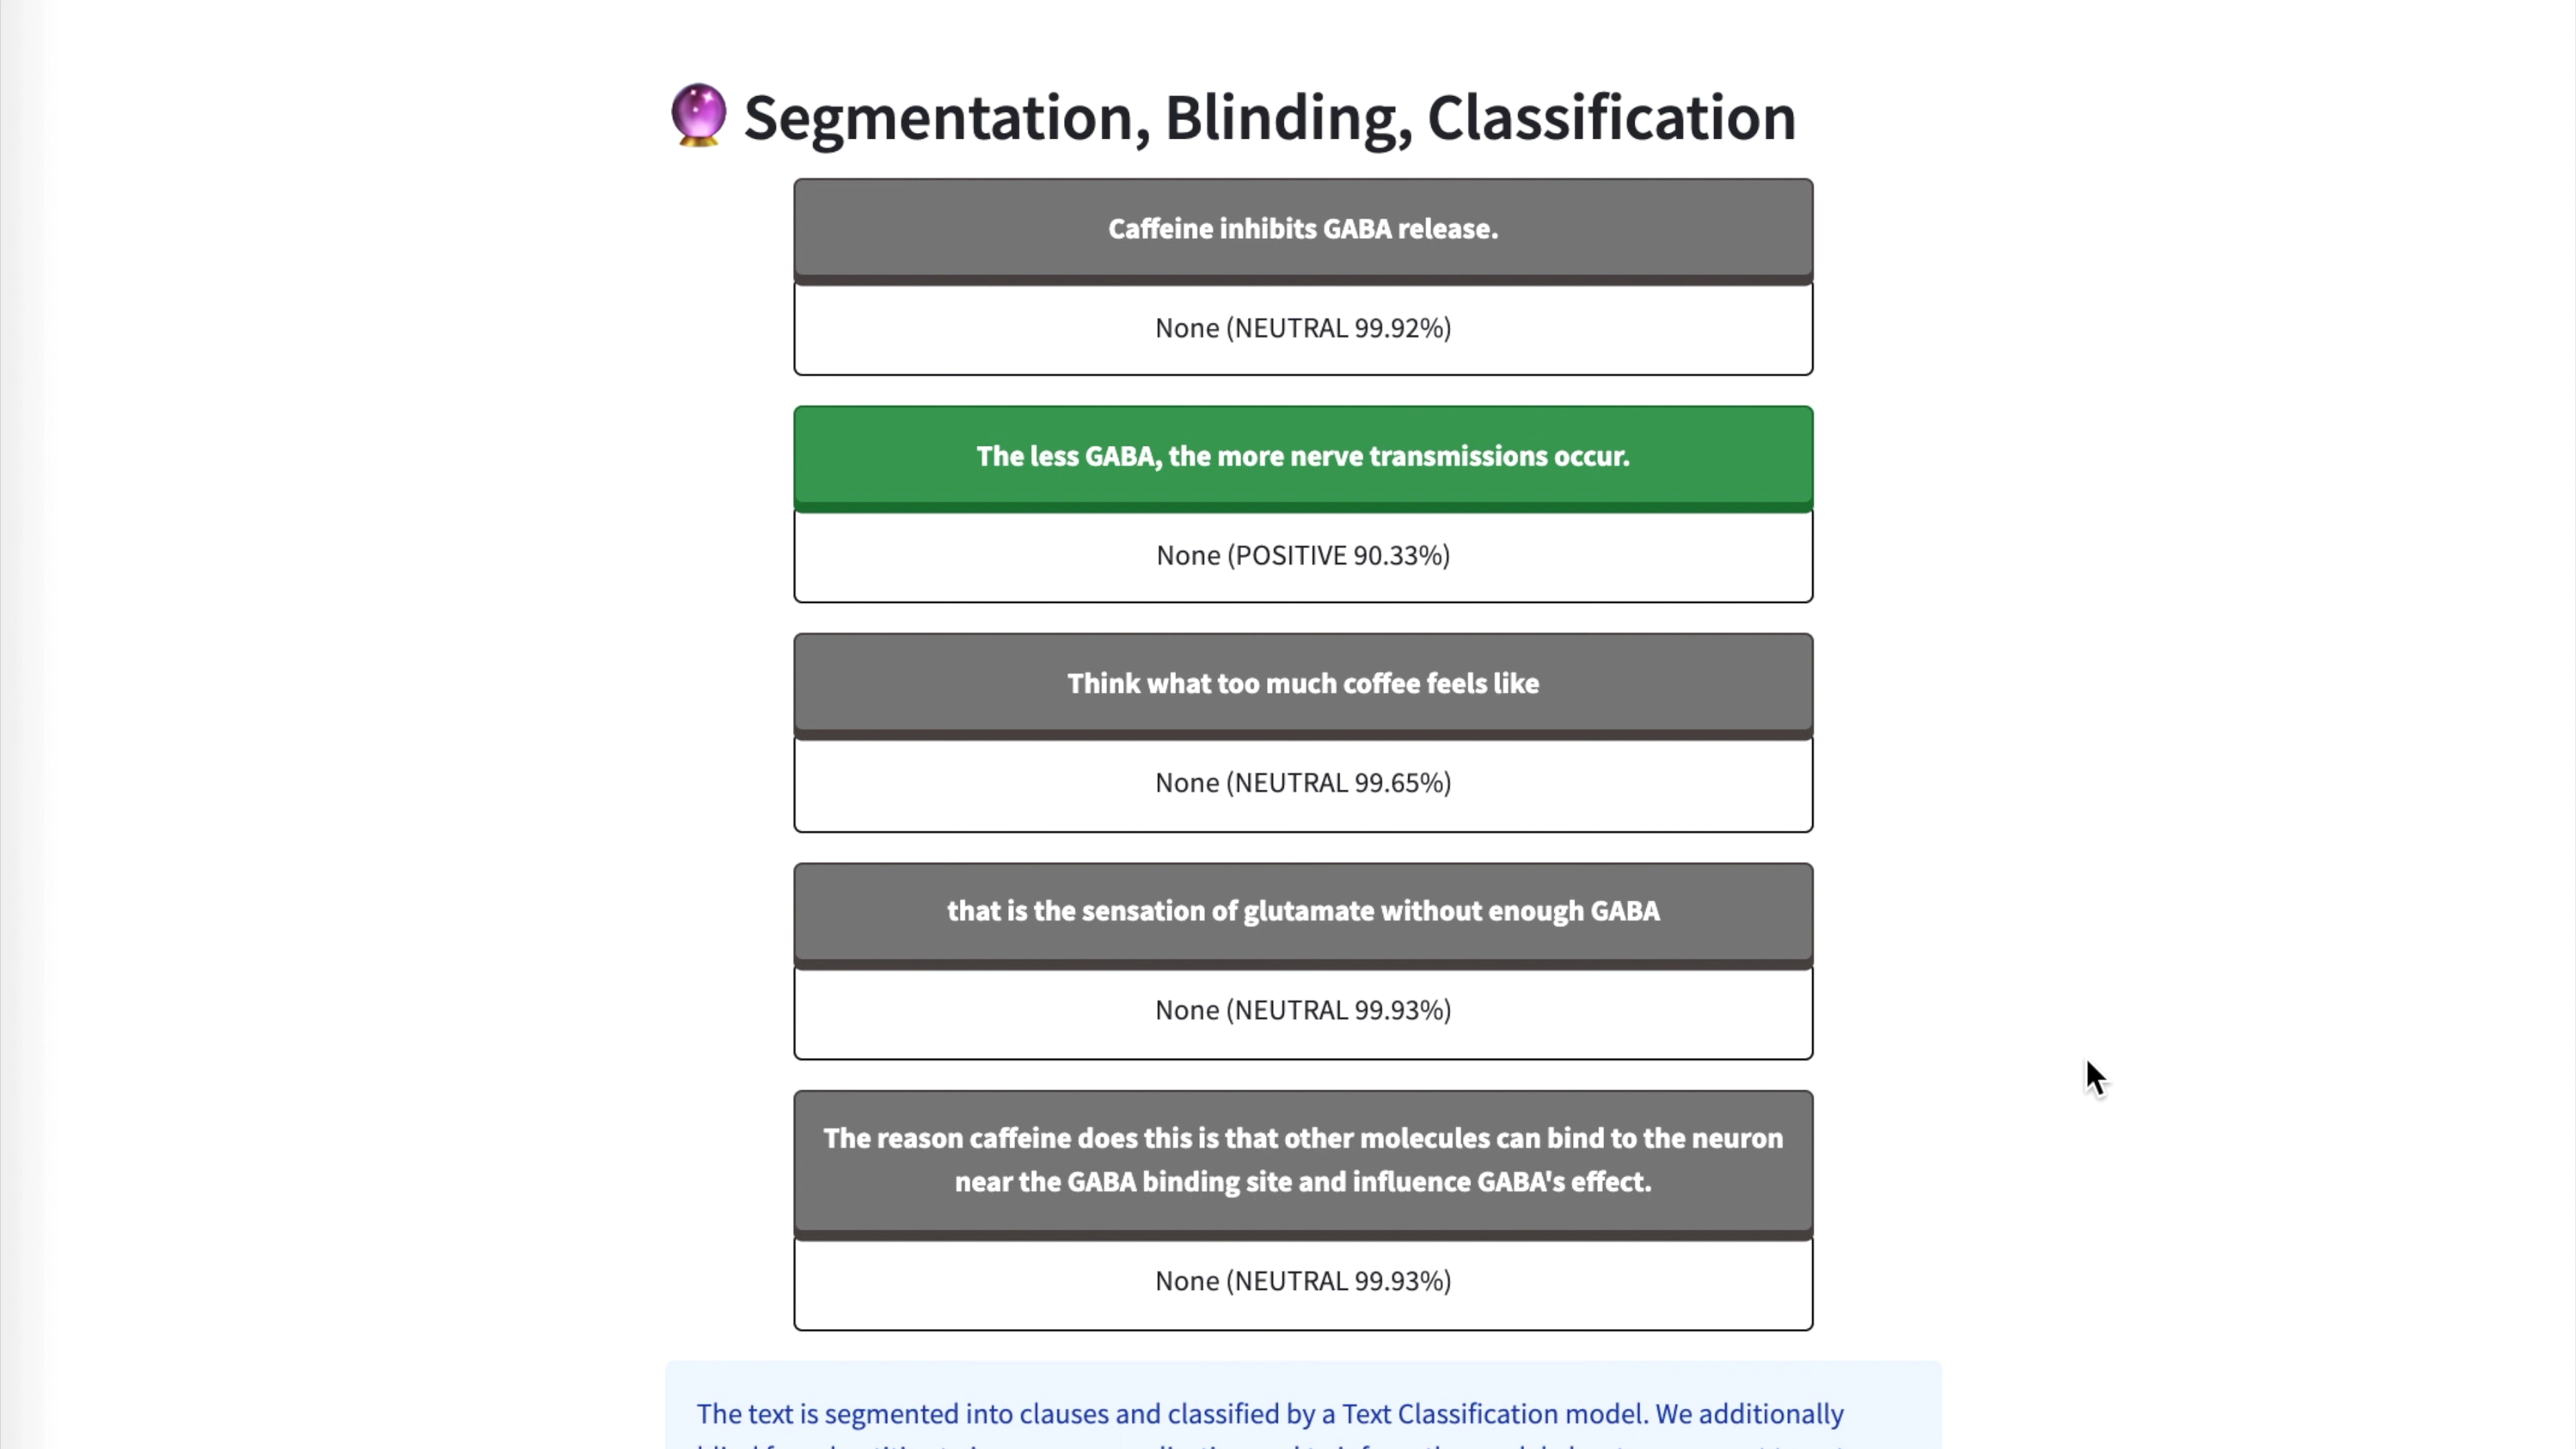 🔮 Segmentation, Blinding, Classification
Caffeine inhibits GABA release.
None (NEUTRAL 99.92%)
The less GABA, the more nerve transmissions occur.
None (POSITIVE 90.33%)
Think what too much coffee feels like
None (NEUTRAL 99.65%)
that is the sensation of glutamate without enough GABA
None (NEUTRAL 99.93%)
The reason caffeine does this is that other molecules can bind to the neuron
near the GABA binding site and influence GABA's effect.
None (NEUTRAL 99.93%)
The text is segmented into clauses and classified by a Text Classification model. We additionally